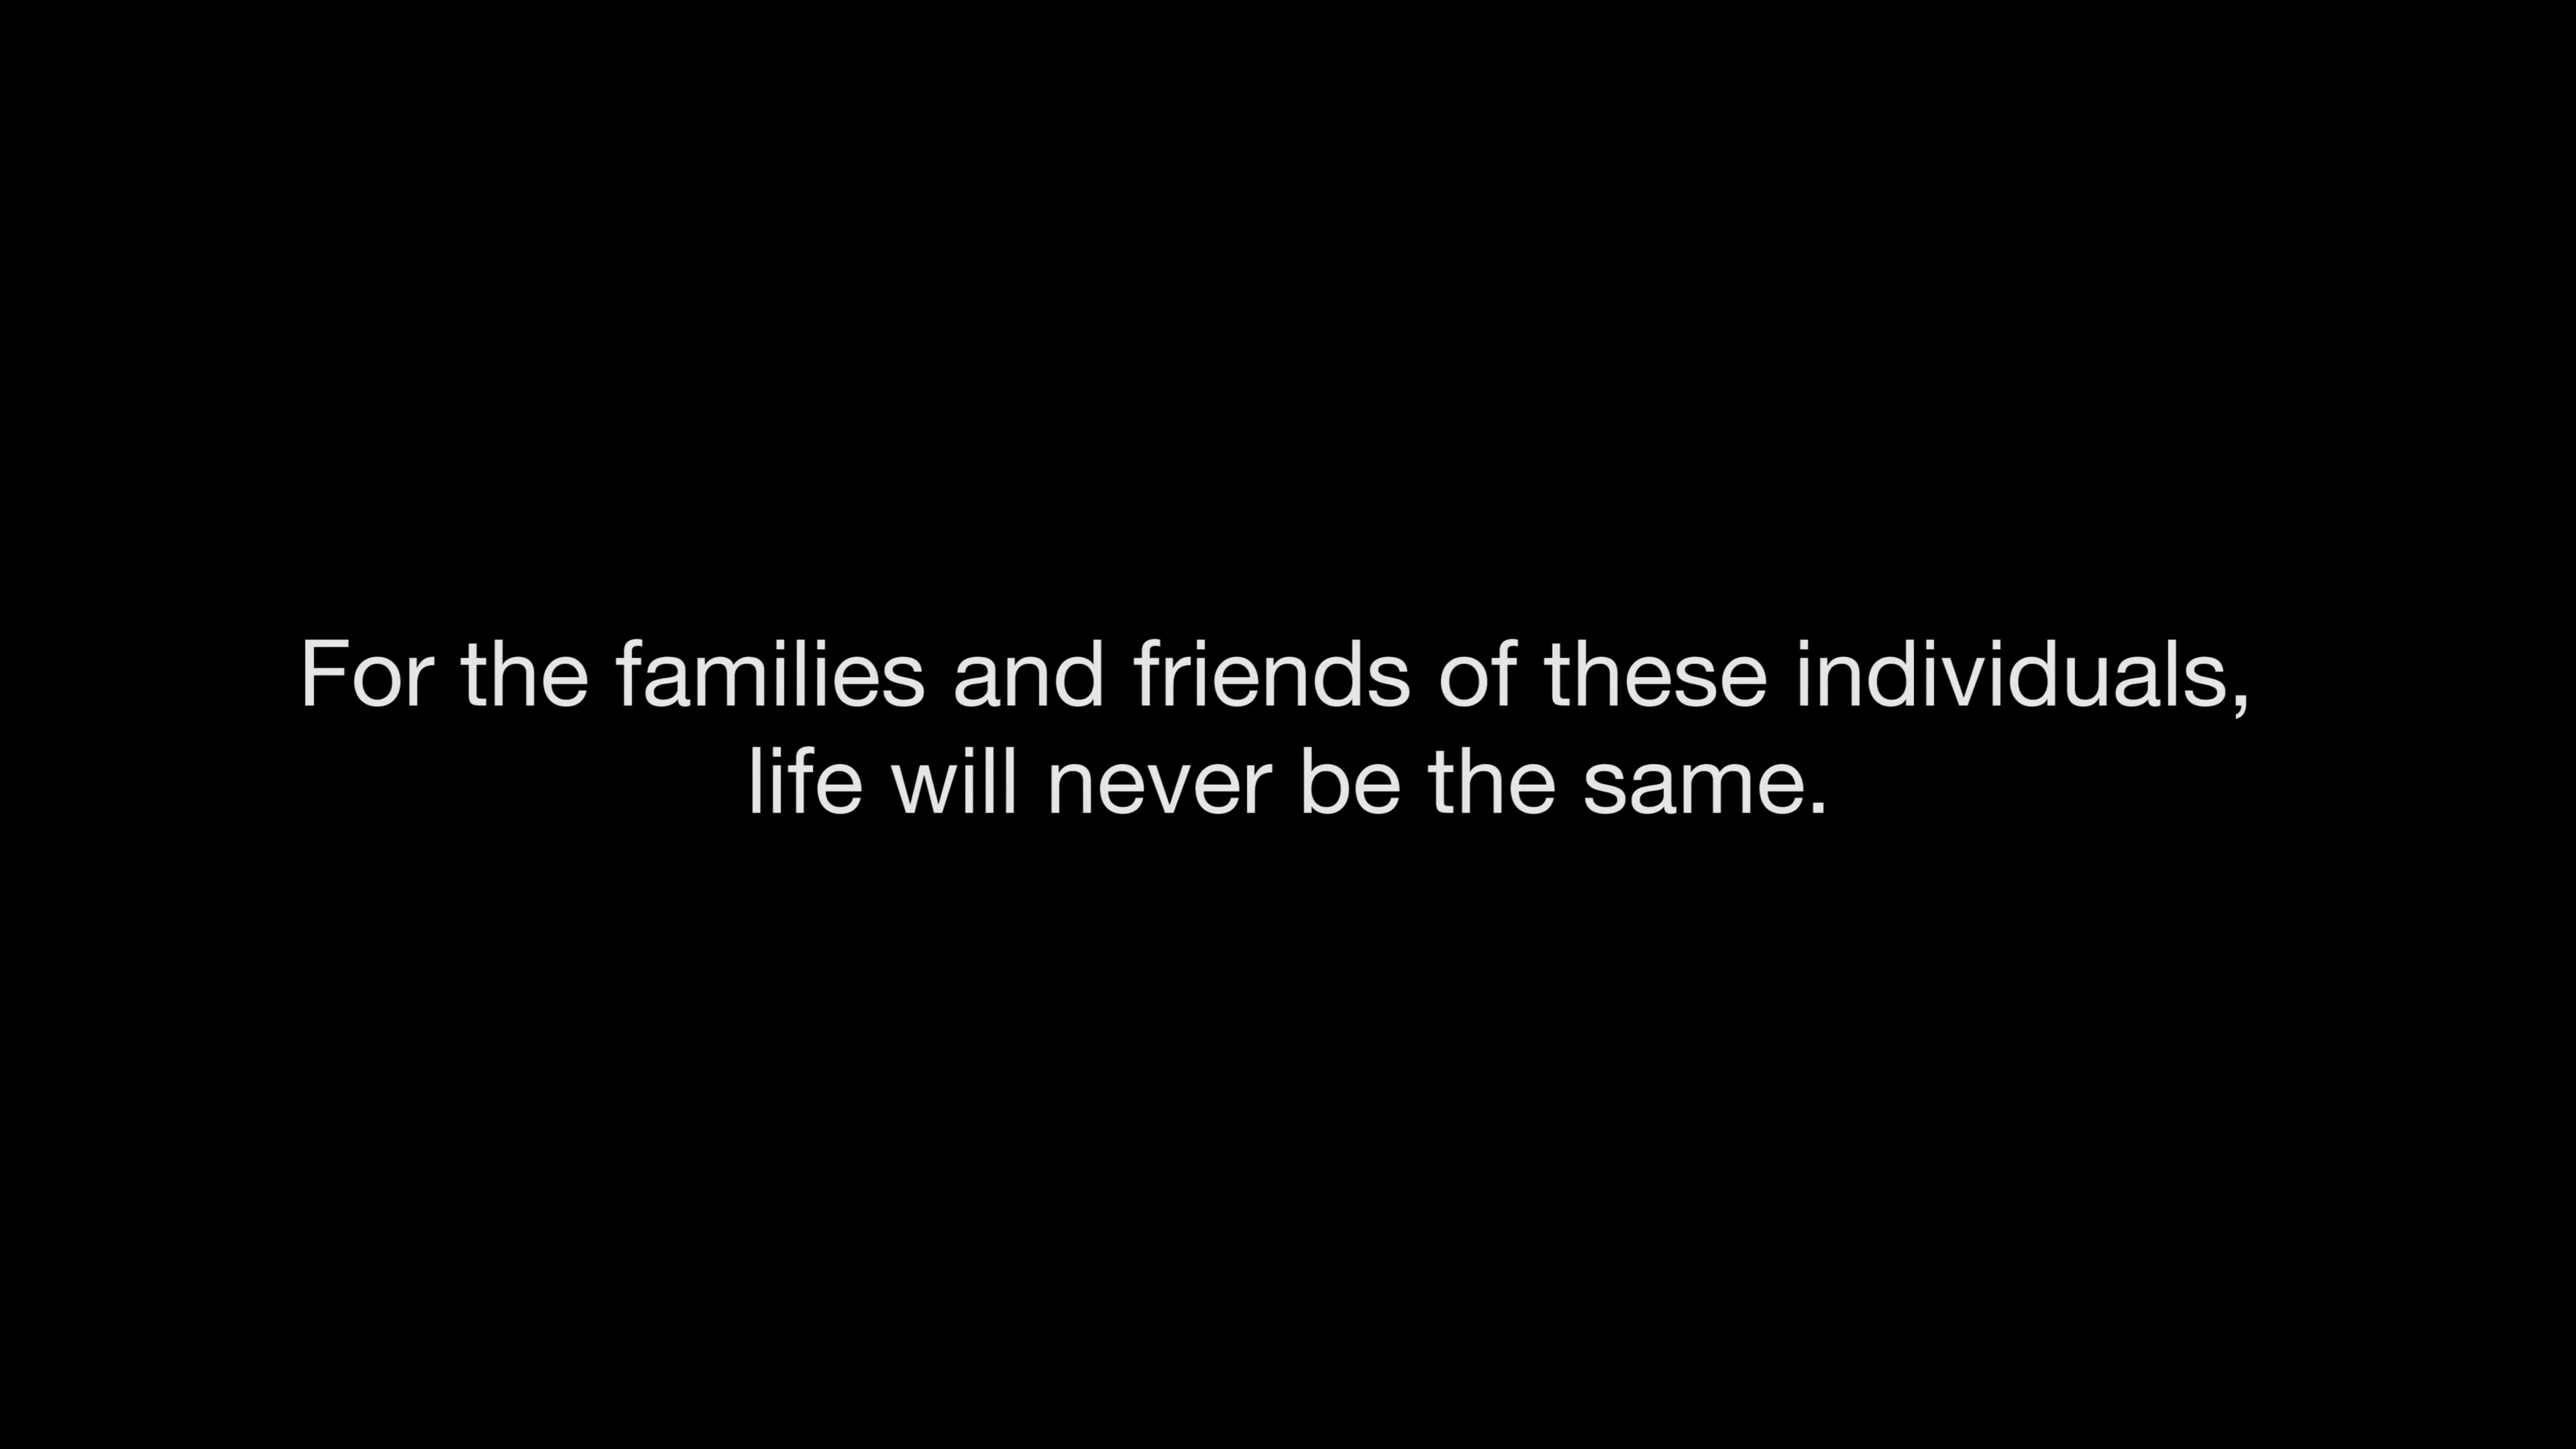 For the families and friends of these individuals,
life will never be the same.